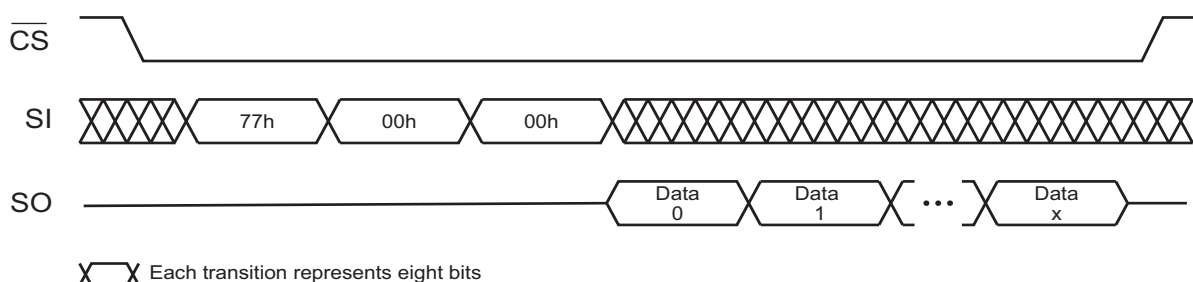 CS
SI 77h 00h 00h
SO Data 0 Data 1 ••• Data x
Each transition represents eight bits